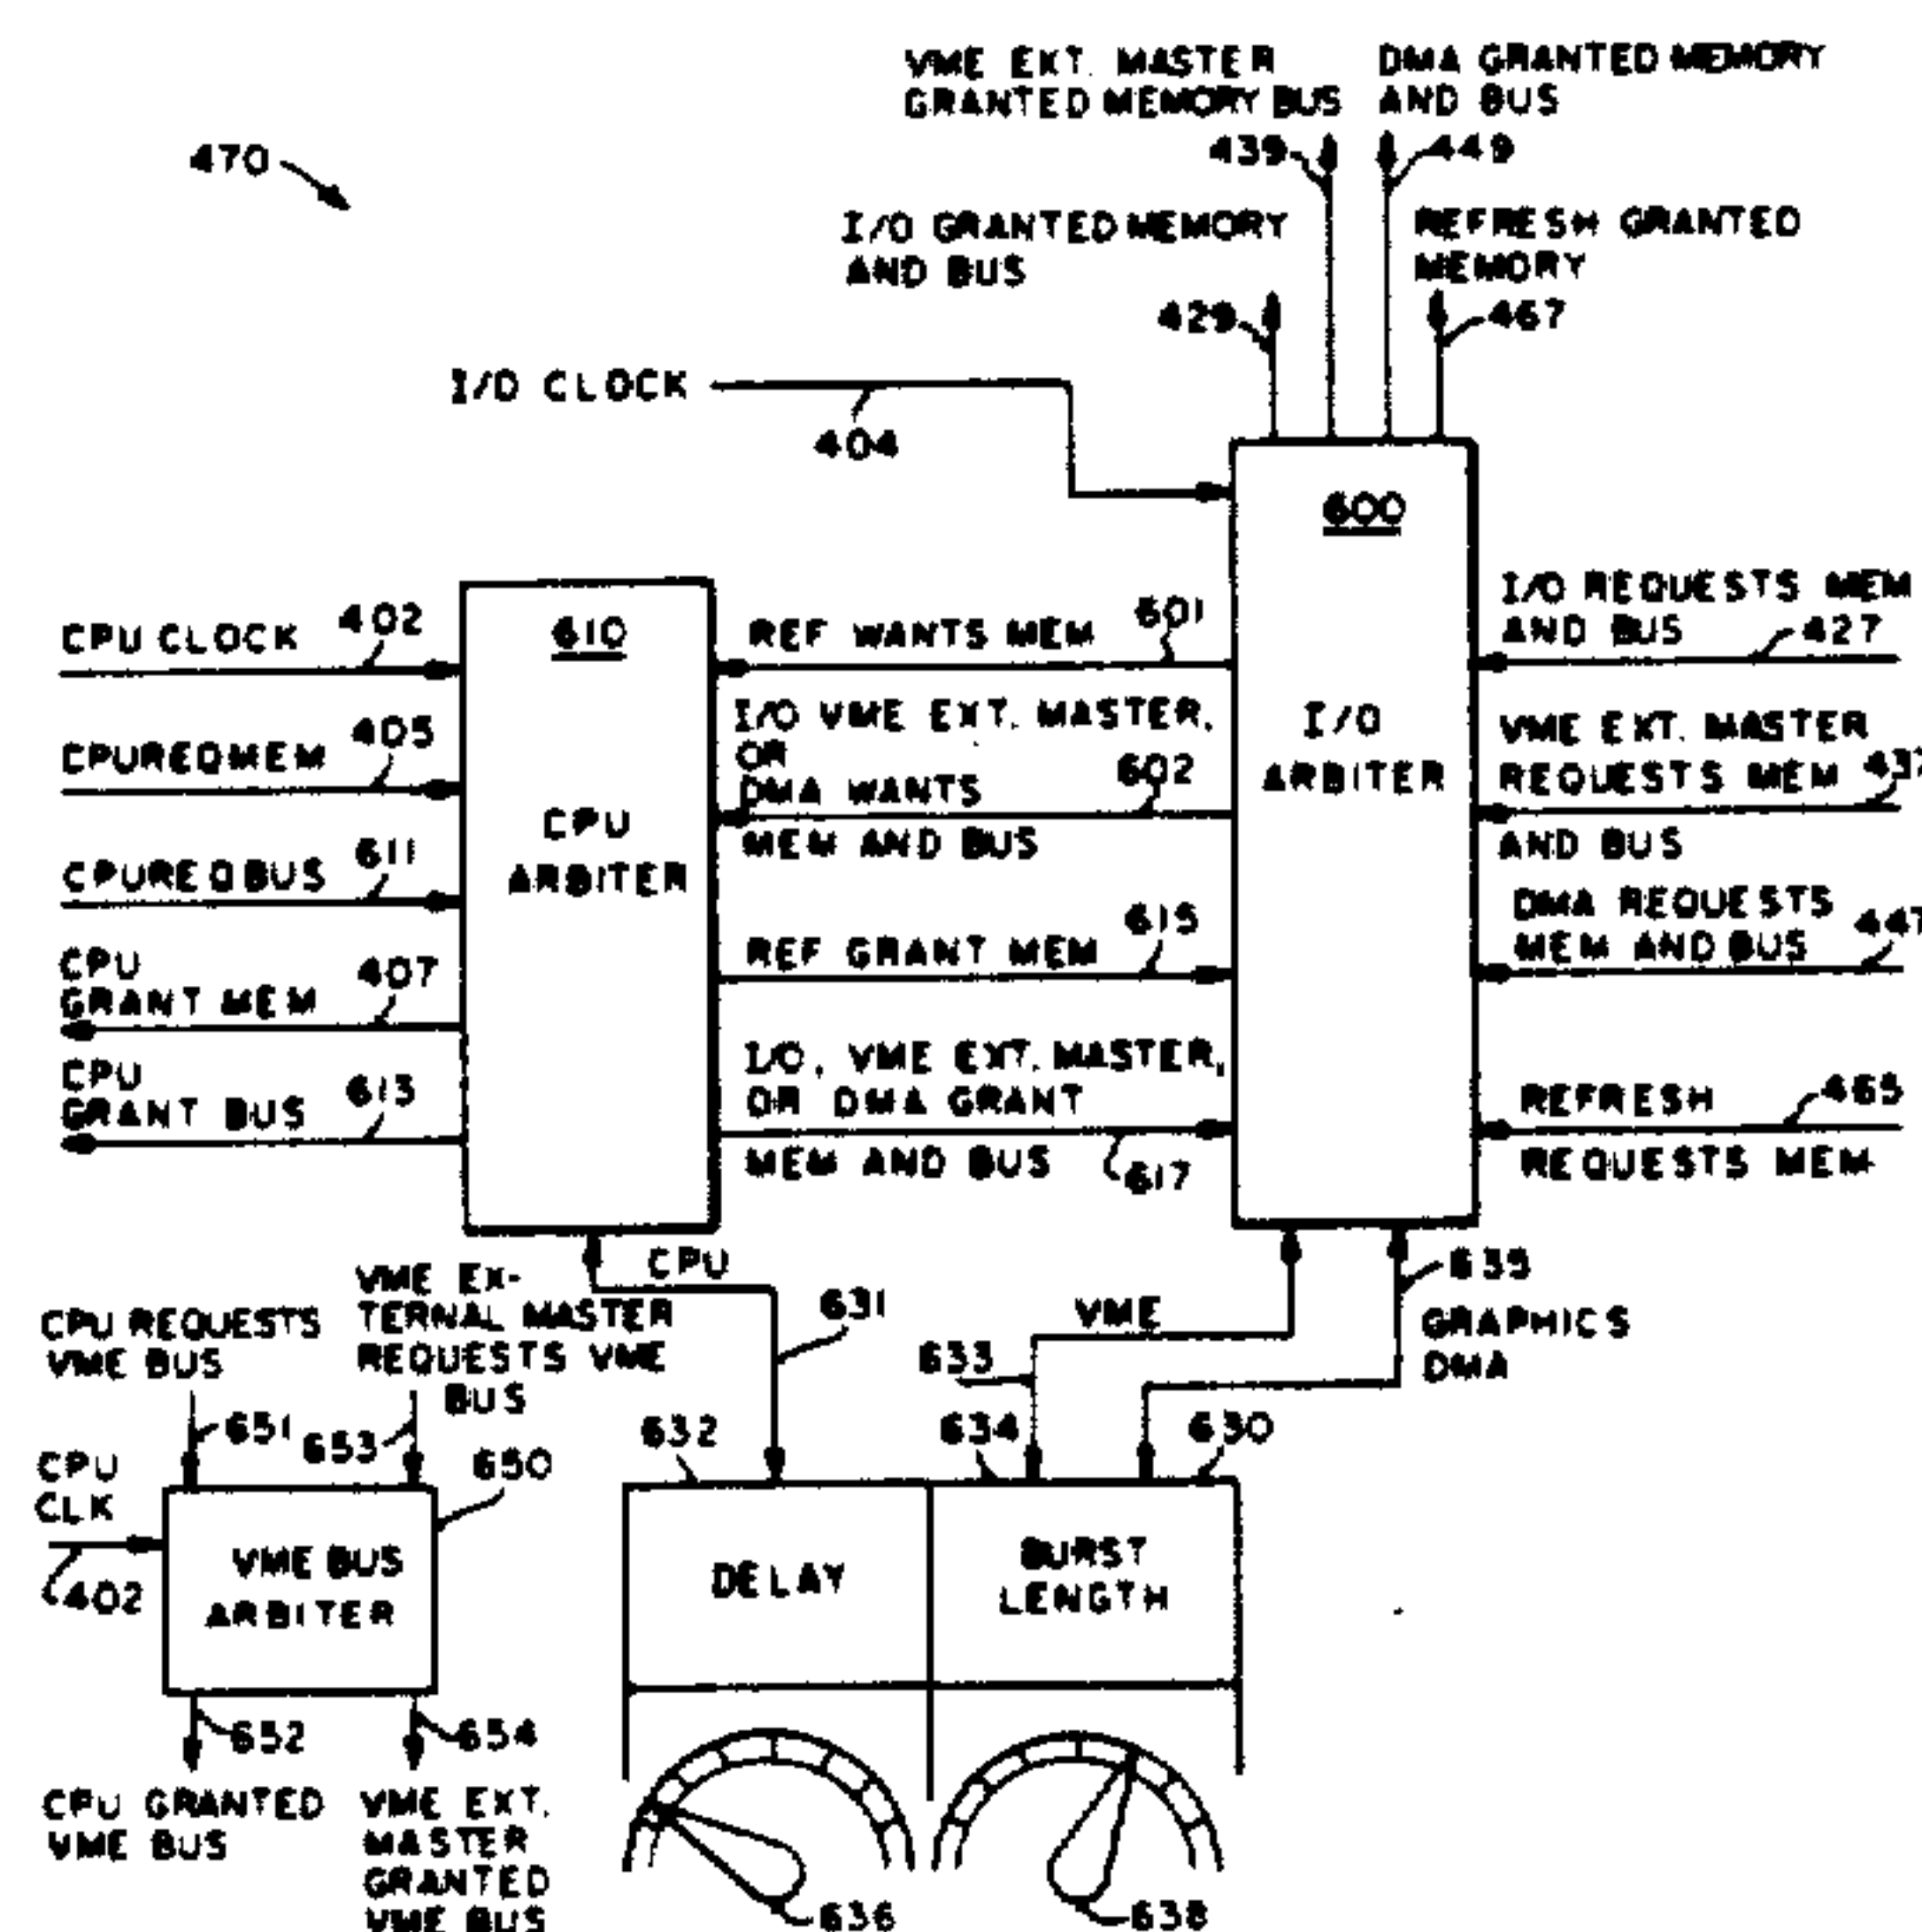 VME EXT. MASTER
GRANTED MEMORY BUS
DMA GRANTED MEMORY
AND BUS
470
439
449
I/O GRANTED MEMORY
AND BUS
REFRESH GRANTED
MEMORY
429
467
I/O CLOCK
404
600
I/O
ARBITER
610
CPU
ARBITER
CPU CLOCK
402
CPUREQMEM
405
CPUREQBUS
611
CPU
GRANT MEM
407
CPU
GRANT BUS
613
REF WANTS MEM
601
I/O VME EXT. MASTER,
OR
DMA WANTS
602
MEM AND BUS
REF GRANT MEM
615
I/O, VME EXT. MASTER,
OR DMA GRANT
MEM AND BUS
617
I/O REQUESTS MEM
AND BUS
427
VME EXT. MASTER
REQUESTS MEM
437
AND BUS
DMA REQUESTS
MEM AND BUS
447
REFRESH
465
REQUESTS MEM
CPU
631
VME
633
635
GRAPHICS
DMA
CPU REQUESTS
VME BUS
VME EX-
TERNAL MASTER
REQUESTS VME
BUS
651
653
650
CPU
CLK
402
VME BUS
ARBITER
652
654
CPU GRANTED
VME BUS
VME EXT.
MASTER
GRANTED
VME BUS
632
634
630
DELAY
BURST
LENGTH
636
638